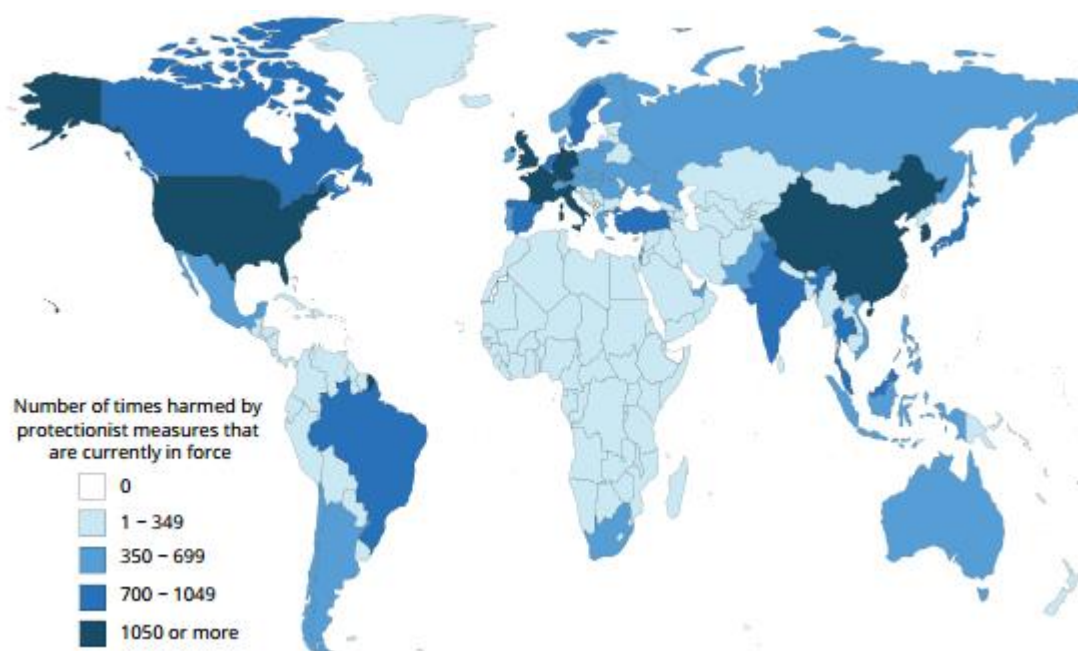 Number of times harmed by
protectionist measures that
are currently in force
0
1 – 349
350 – 699
700 – 1049
1050 or more